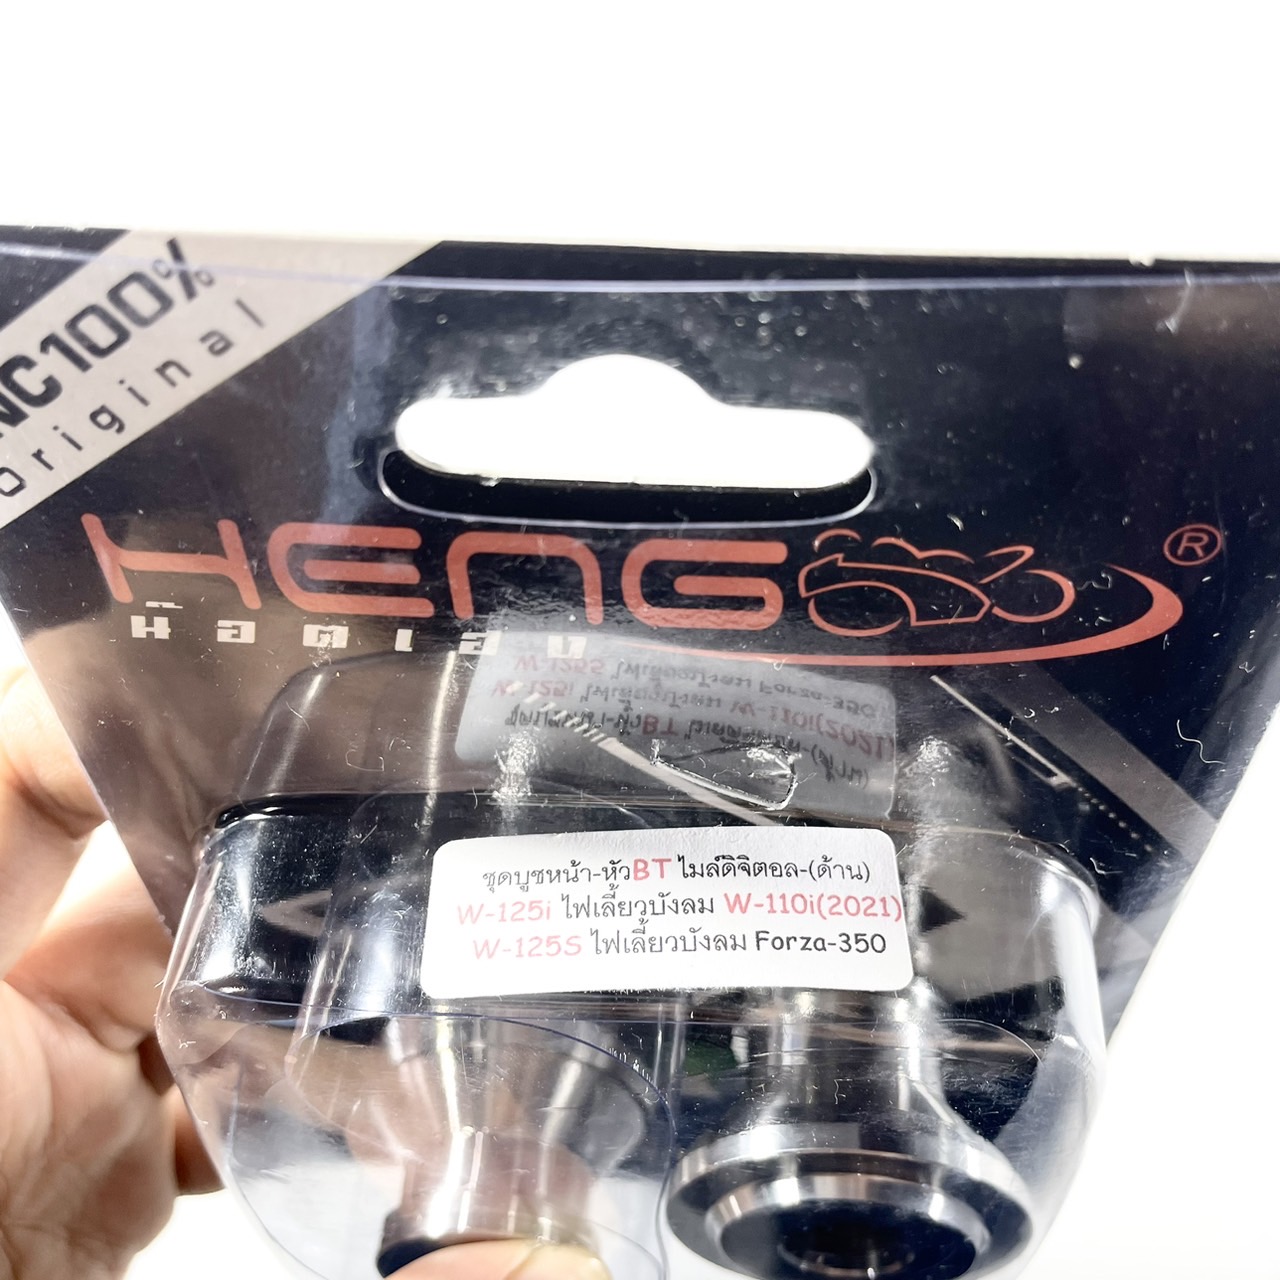 NC100%
original
HENG ®
น๊อตเฮง
ชุดบูชหน้า-หัวBT ไมล์ดิจิตอล-(ด้าน)
W-125i ไฟเลี้ยวบังลม W-110i(2021)
W-125S ไฟเลี้ยวบังลม Forza-350